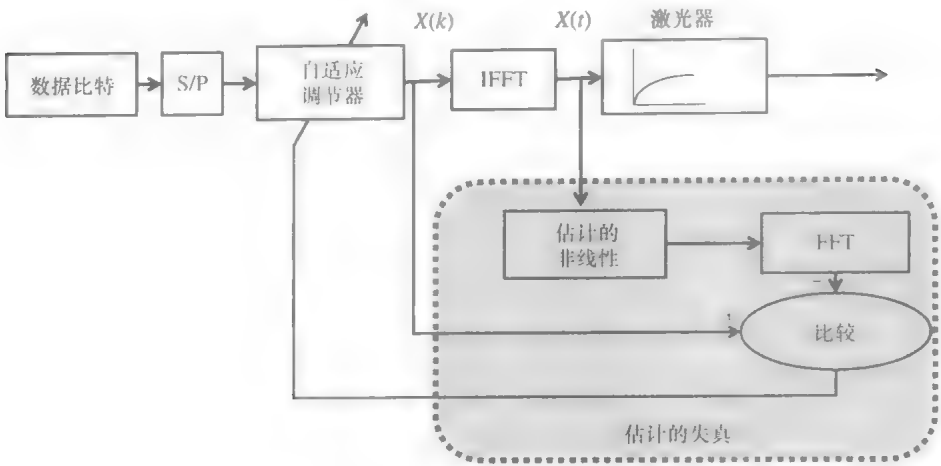 X(k)
X(t)
激光器
数据比特
S/P
自适应
调节器
IFFT
估计的
非线性
FFT
−
+
比较
估计的失真